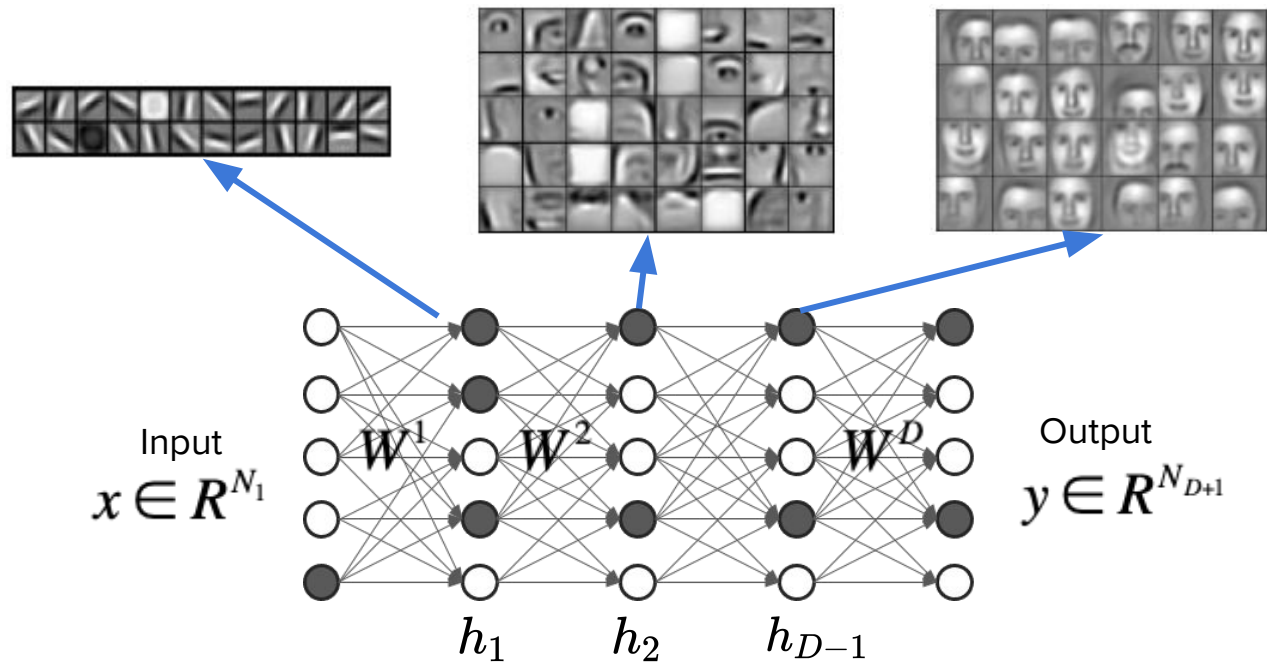 Input
x ∈ R^{N_1}
W^1
W^2
W^D
Output
y ∈ R^{N_{D+1}}
h_1
h_2
h_{D-1}